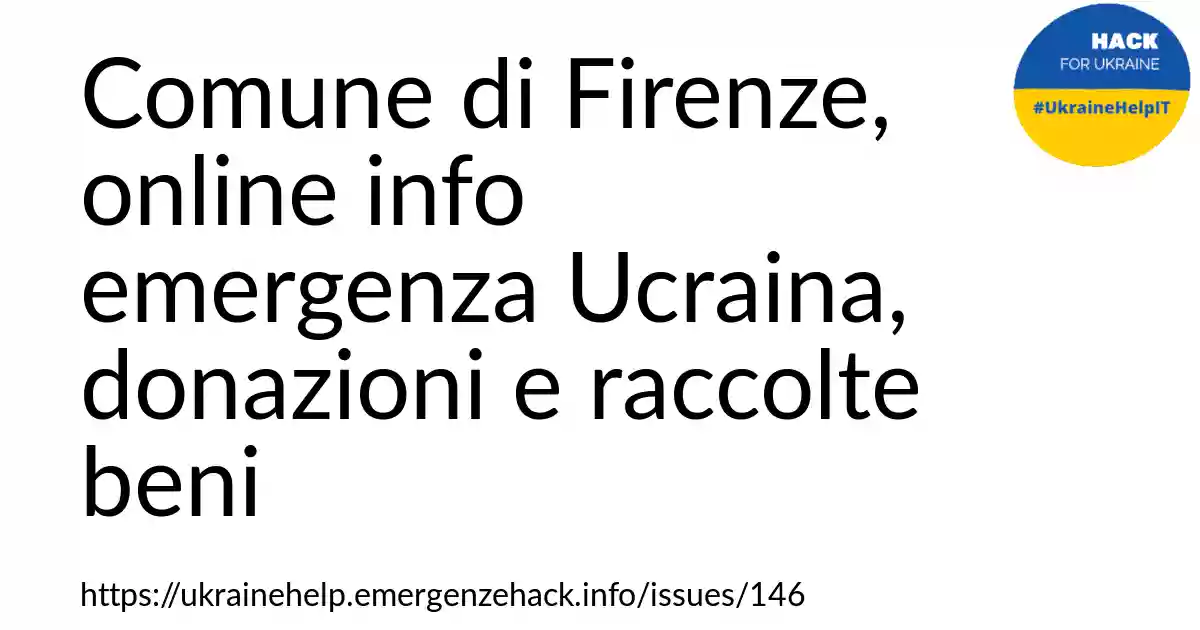 HACK
FOR UKRAINE
#UkraineHelpIT
Comune di Firenze,
online info
emergenza Ucraina,
donazioni e raccolte
beni
https://ukrainehelp.emergenzehack.info/issues/146